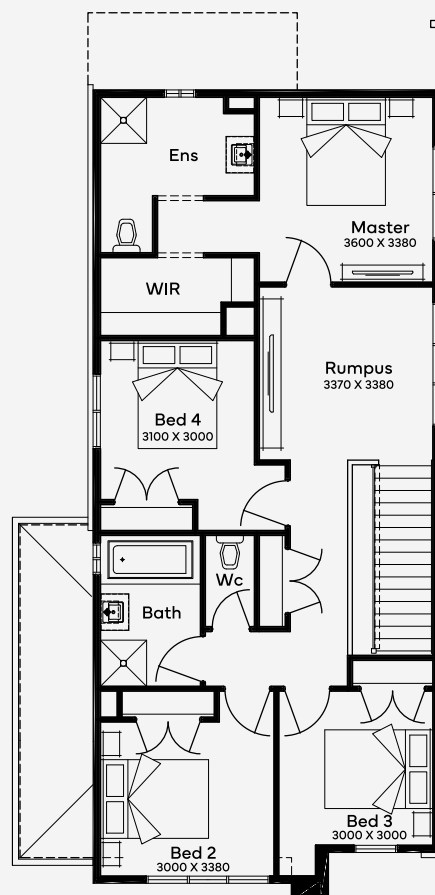 Ens
Master
3600 X 3380
WIR
Rumpus
3370 X 3380
Bed 4
3100 X 3000
Wc
Bath
Bed 3
3000 X 3000
Bed 2
3000 X 3380